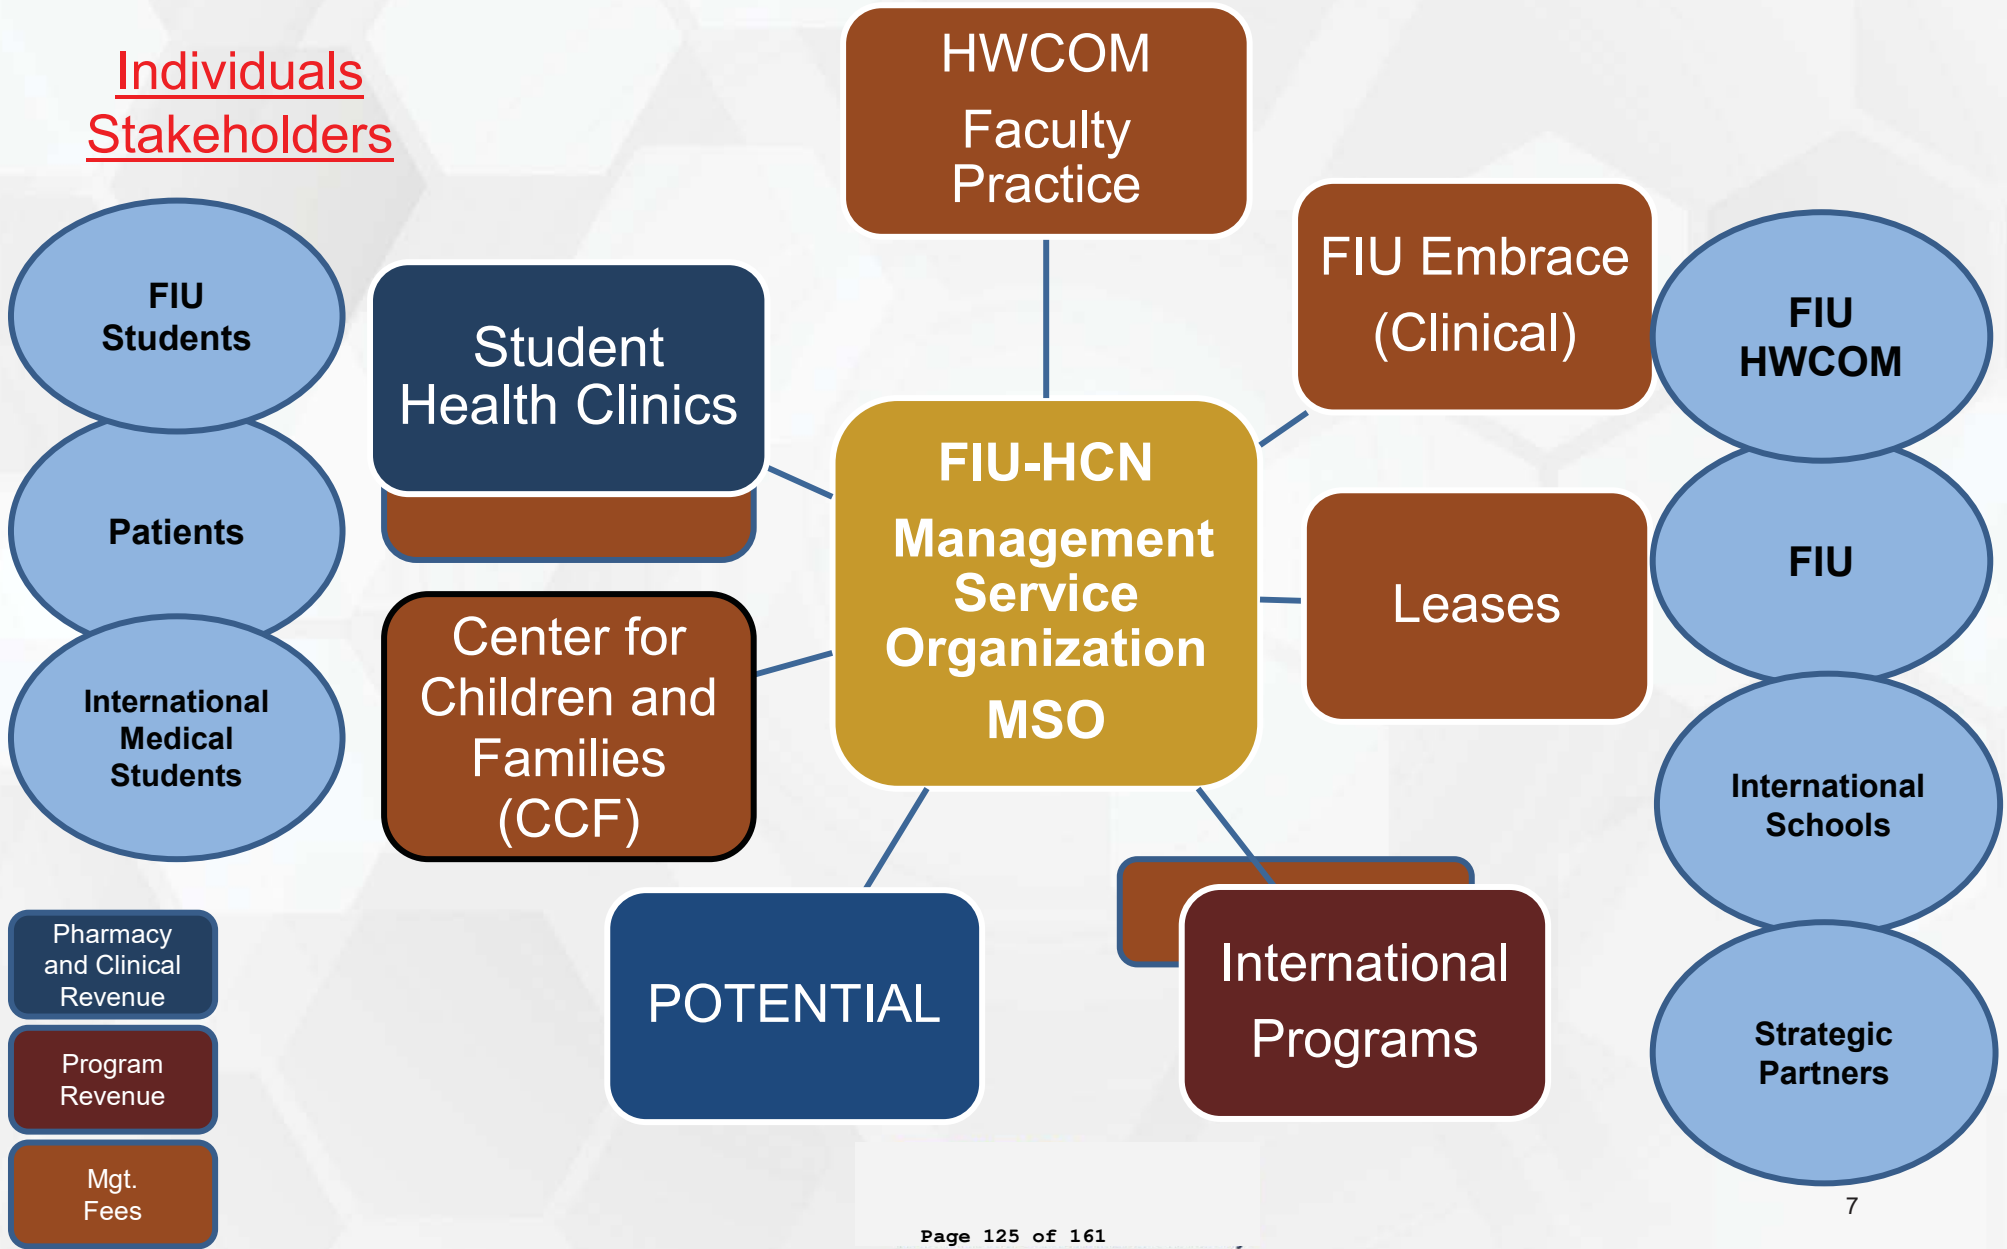 Individuals
Stakeholders
HWCOM
Faculty
Practice
FIU Embrace
(Clinical)
FIU
Students
Student
Health Clinics
FIU
HWCOM
FIU-HCN
Management
Service
Organization
MSO
Patients
FIU
Leases
Center for
Children and
Families
(CCF)
International
Medical
Students
International
Schools
Pharmacy
and Clinical
Revenue
POTENTIAL
International
Programs
Program
Revenue
Strategic
Partners
Mgt.
Fees
7
Page 125 of 161